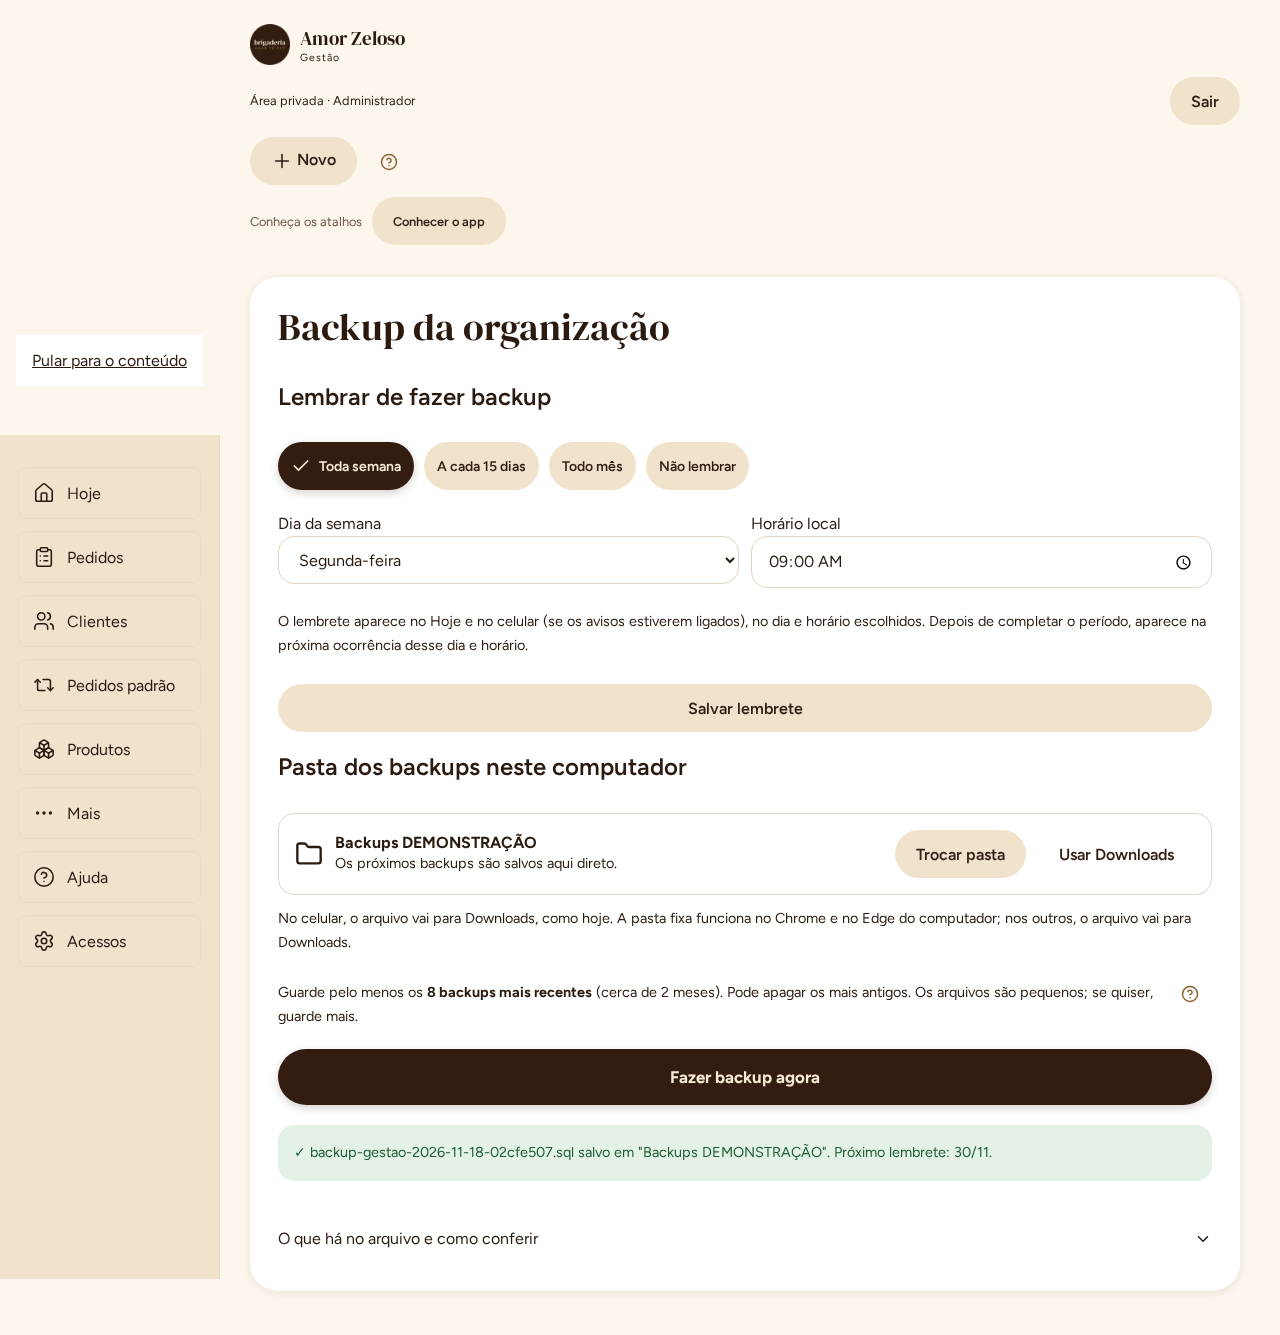 brigaderia
Amor Zeloso
Gestão
Área privada · Administrador
Sair
Novo
Conheça os atalhos
Conhecer o app
Pular para o conteúdo
Hoje
Pedidos
Clientes
Pedidos padrão
Produtos
Mais
Ajuda
Acessos
Backup da organização
Lembrar de fazer backup
Toda semana
A cada 15 dias
Todo mês
Não lembrar
Dia da semana
Horário local
Segunda-feira
09:00 AM
O lembrete aparece no Hoje e no celular (se os avisos estiverem ligados), no dia e horário escolhidos. Depois de completar o período, aparece na
próxima ocorrência desse dia e horário.
Salvar lembrete
Pasta dos backups neste computador
Backups DEMONSTRAÇÃO
Os próximos backups são salvos aqui direto.
Trocar pasta
Usar Downloads
No celular, o arquivo vai para Downloads, como hoje. A pasta fixa funciona no Chrome e no Edge do computador; nos outros, o arquivo vai para
Downloads.
Guarde pelo menos os 8 backups mais recentes (cerca de 2 meses). Pode apagar os mais antigos. Os arquivos são pequenos; se quiser,
guarde mais.
Fazer backup agora
✓ backup-gestao-2026-11-18-02cfe507.sql salvo em "Backups DEMONSTRAÇÃO". Próximo lembrete: 30/11.
O que há no arquivo e como conferir